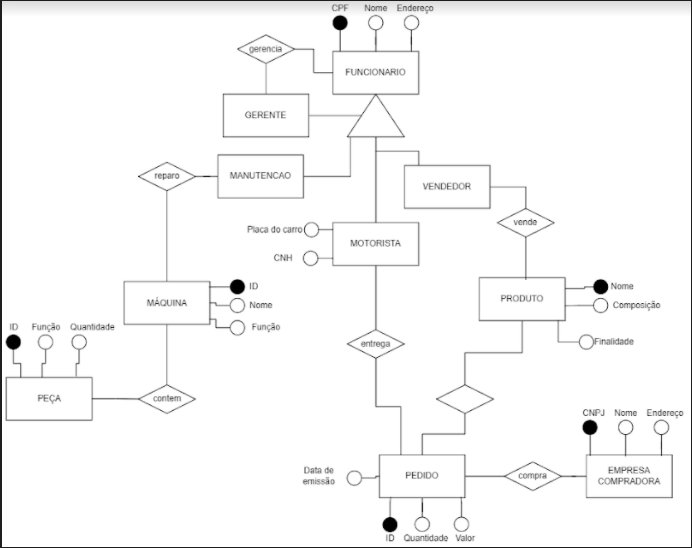 CPF Nome Endereço
gerencia
FUNCIONARIO
GERENTE
reparo
MANUTENCAO
VENDEDOR
Placa do carro
MOTORISTA
vende
CNH
MÁQUINA
ID
Nome
Função
PRODUTO
Nome
Composição
Finalidade
ID Função Quantidade
PEÇA
contem
entrega
CNPJ Nome Endereço
Data de
emissão
PEDIDO
compra
EMPRESA
COMPRADORA
ID Quantidade Valor